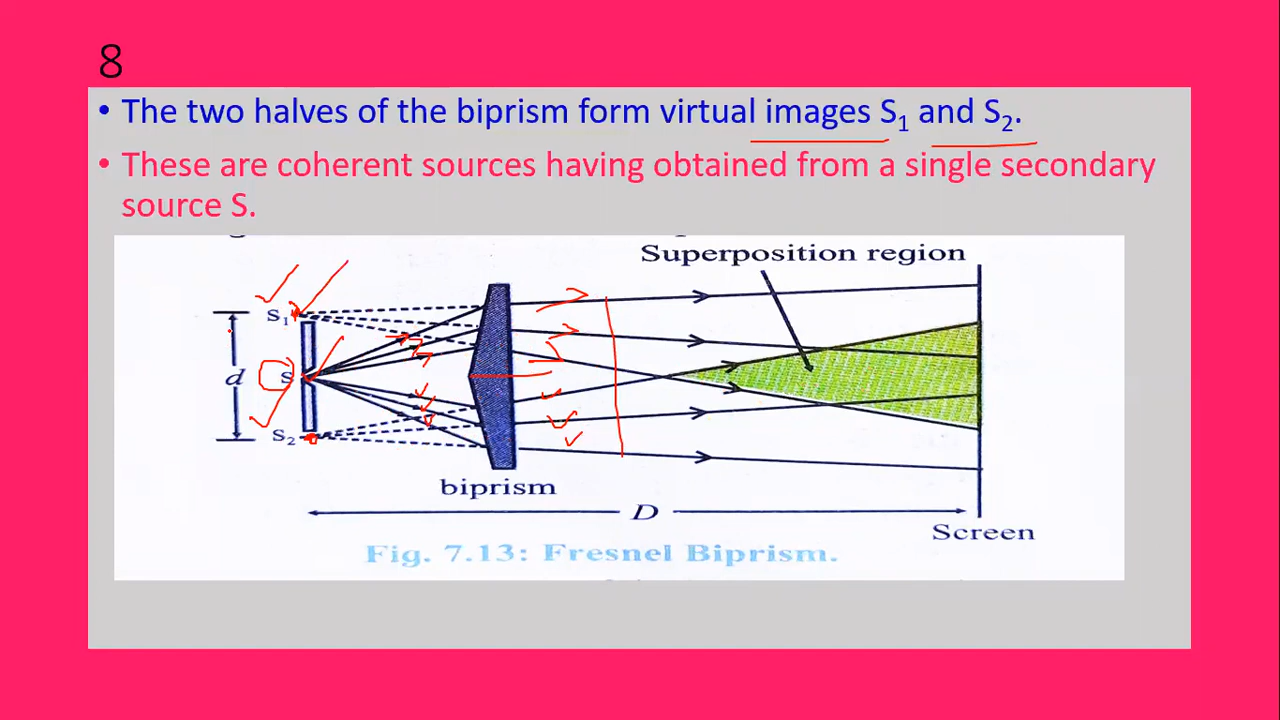 8
• The two halves of the biprism form virtual images S₁ and S₂.
• These are coherent sources having obtained from a single secondary
source S.
Superposition region
S₁
d
S
S₂
biprism
D
Screen
Fig. 7.13: Fresnel Biprism.